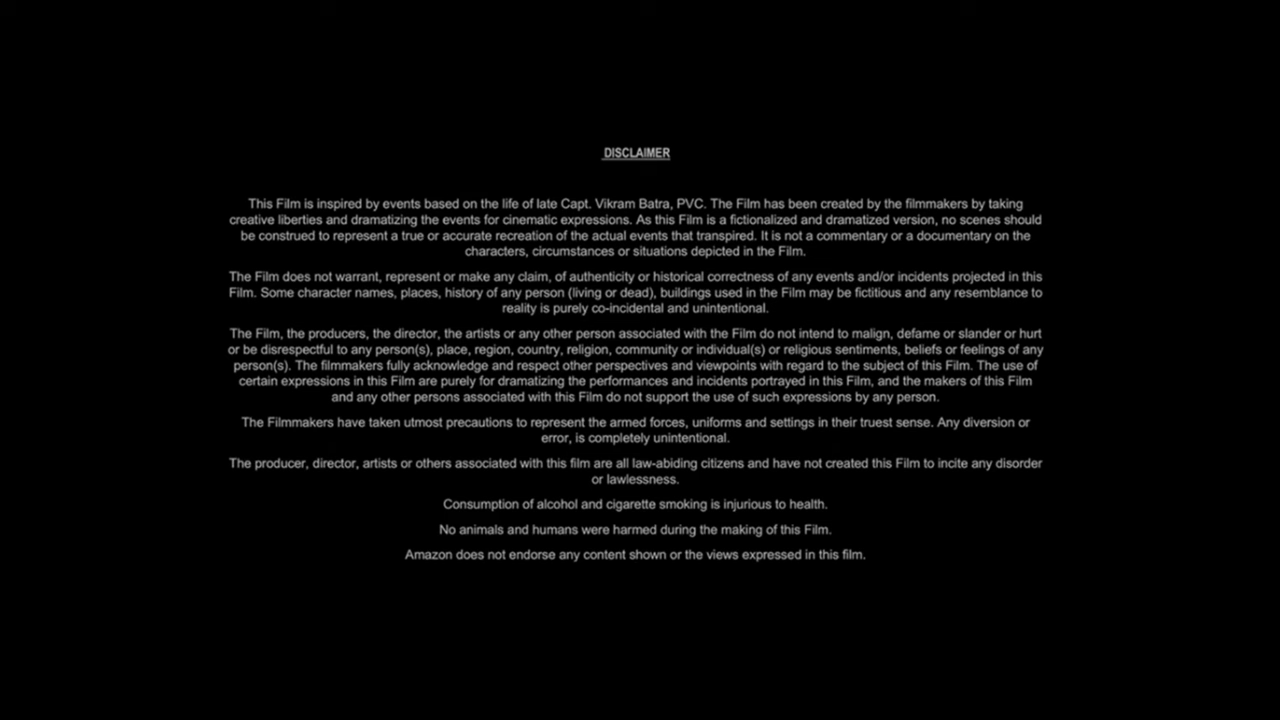 DISCLAIMER
This Film is inspired by events based on the life of late Capt. Vikram Batra, PVC. The Film has been created by the filmmakers by taking
creative liberties and dramatizing the events for cinematic expressions. As this Film is a fictionalized and dramatized version, no scenes should
be construed to represent a true or accurate recreation of the actual events that transpired. It is not a commentary or a documentary on the
characters, circumstances or situations depicted in the Film.
The Film does not warrant, represent or make any claim, of authenticity or historical correctness of any events and/or incidents projected in this
Film. Some character names, places, history of any person (living or dead), buildings used in the Film may be fictitious and any resemblance to
reality is purely co-incidental and unintentional.
The Film, the producers, the director, the artists or any other person associated with the Film do not intend to malign, defame or slander or hurt
or be disrespectful to any person(s), place, region, country, religion, community or individual(s) or religious sentiments, beliefs or feelings of any
person(s). The filmmakers fully acknowledge and respect other perspectives and viewpoints with regard to the subject of this Film. The use of
certain expressions in this Film are purely for dramatizing the performances and incidents portrayed in this Film, and the makers of this Film
and any other persons associated with this Film do not support the use of such expressions by any person.
The Filmmakers have taken utmost precautions to represent the armed forces, uniforms and settings in their truest sense. Any diversion or
error, is completely unintentional.
The producer, director, artists or others associated with this film are all law-abiding citizens and have not created this Film to incite any disorder
or lawlessness.
Consumption of alcohol and cigarette smoking is injurious to health.
No animals and humans were harmed during the making of this Film.
Amazon does not endorse any content shown or the views expressed in this film.